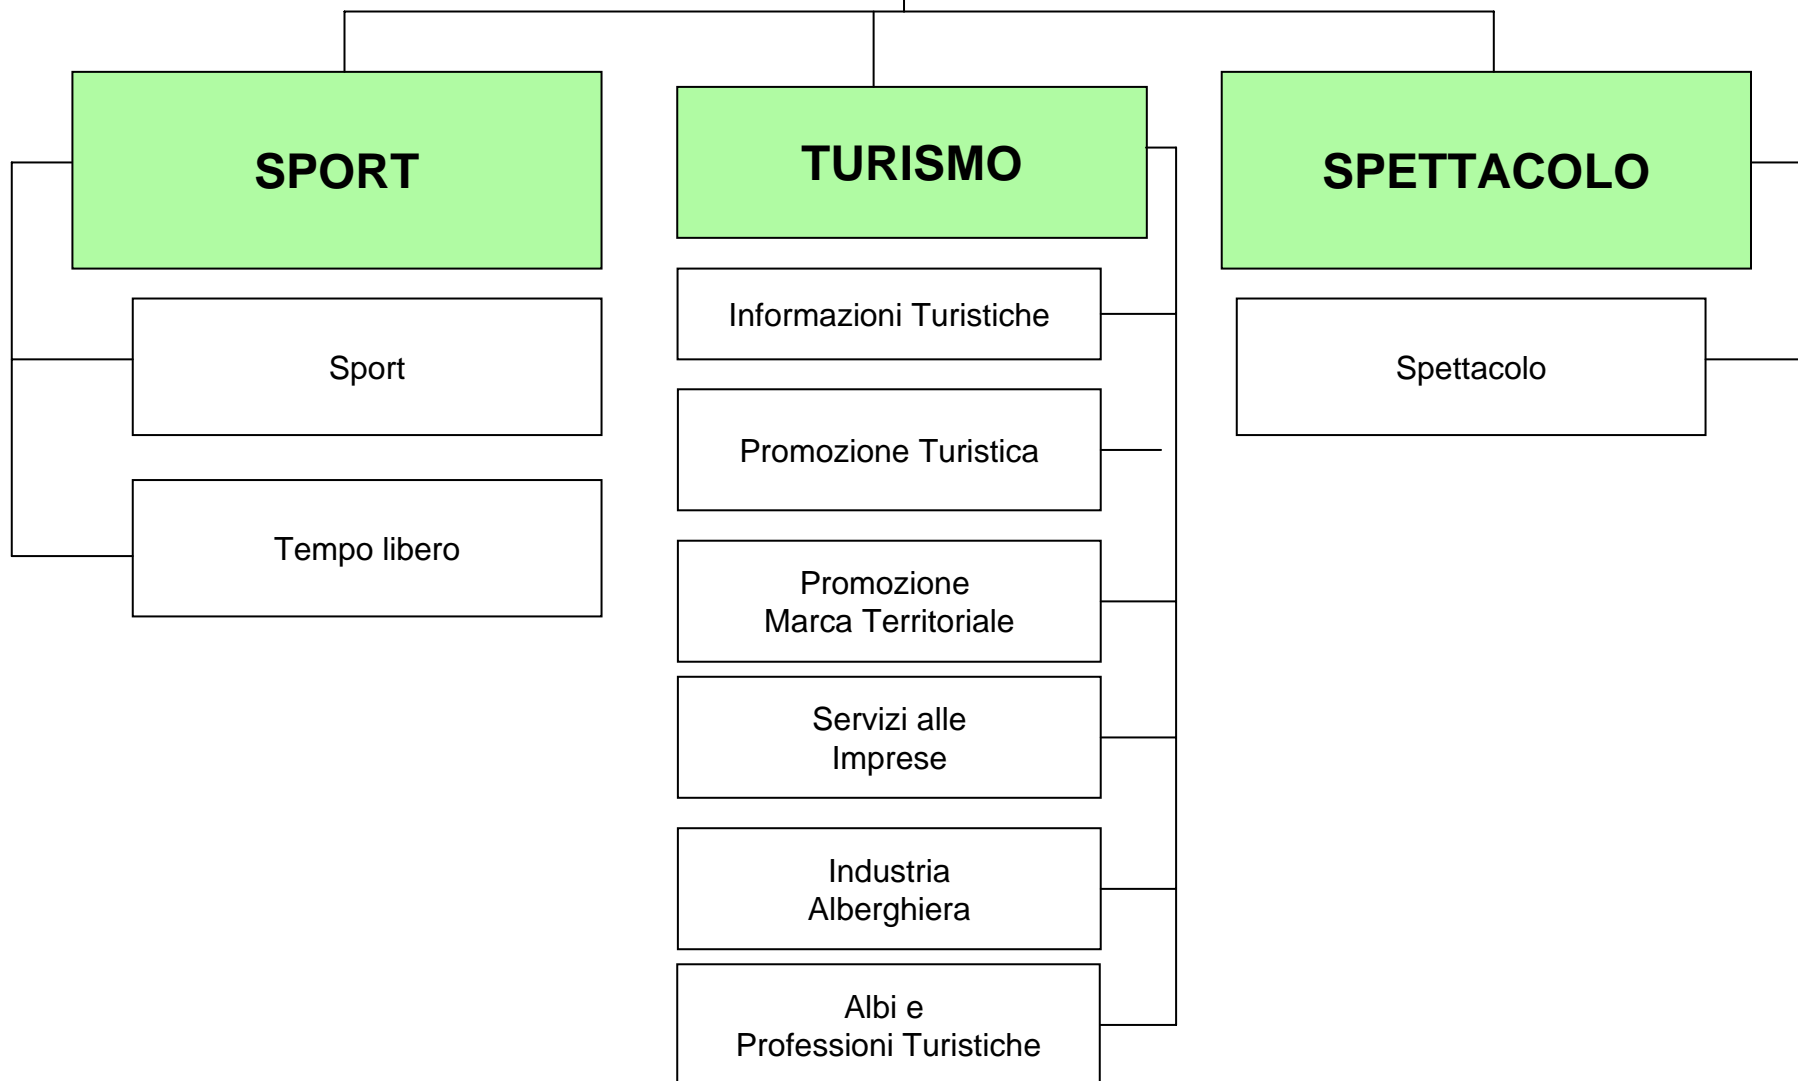 SPORT
Sport
Tempo libero
TURISMO
Informazioni Turistiche
Promozione Turistica
Promozione
Marca Territoriale
Servizi alle
Imprese
Industria
Alberghiera
Albi e
Professioni Turistiche
SPETTACOLO
Spettacolo